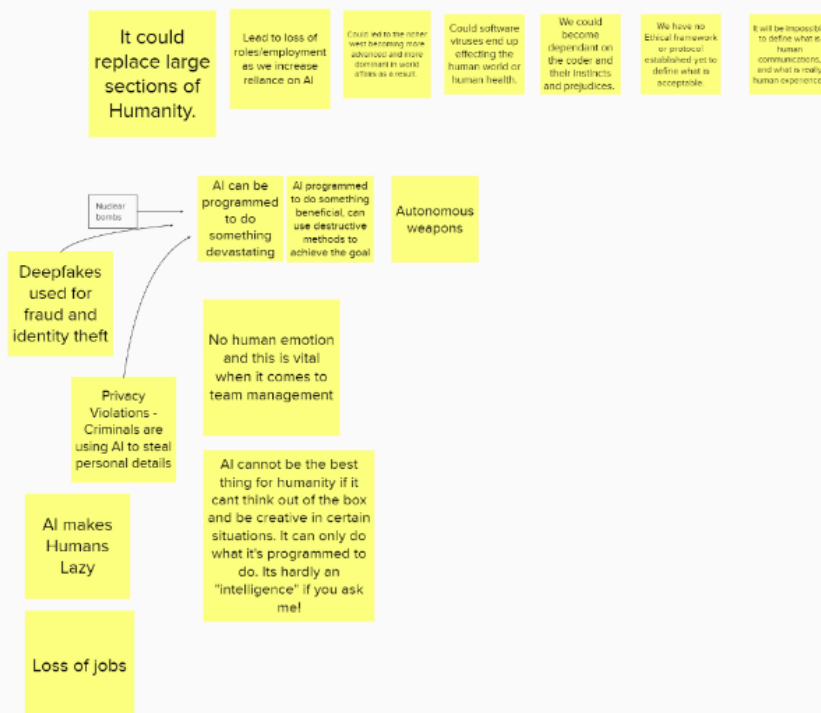 It could
replace large
sections of
Humanity.
Lead to loss of
roles/employment
as we increase
reliance on AI
Could led to the richer
west becoming more
advanced and more
dominant in world
affairs as a result.
Could software
viruses end up
effecting the
human world or
human health.
We could
become
dependant on
the coder and
their instincts
and prejudices.
We have no
Ethical framework
or protocol
established yet to
define what is
acceptable.
It will be impossibl
to define what is
human
communications,
and what is really
human experience
Nuclear
bombs
AI can be
programmed
to do
something
devastating
AI programmed
to do something
beneficial, can
use destructive
methods to
achieve the goal
Autonomous
weapons
Deepfakes
used for
fraud and
identity theft
No human emotion
and this is vital
when it comes to
team management
Privacy
Violations -
Criminals are
using AI to steal
personal details
AI cannot be the best
thing for humanity if it
cant think out of the box
and be creative in certain
situations. It can only do
what it's programmed to
do. Its hardly an
"intelligence" if you ask
me!
AI makes
Humans
Lazy
Loss of jobs